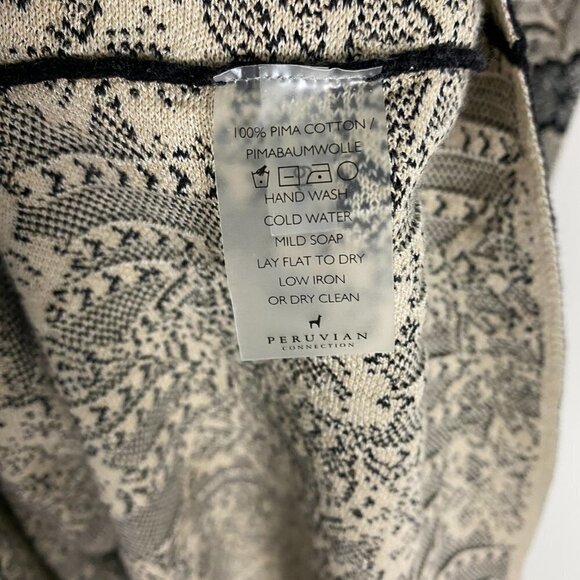 100% PIMA COTTON /
PIMABAUMWOLLE
HAND WASH
COLD WATER
MILD SOAP
LAY FLAT TO DRY
LOW IRON
OR DRY CLEAN
PERUVIAN
CONNECTION